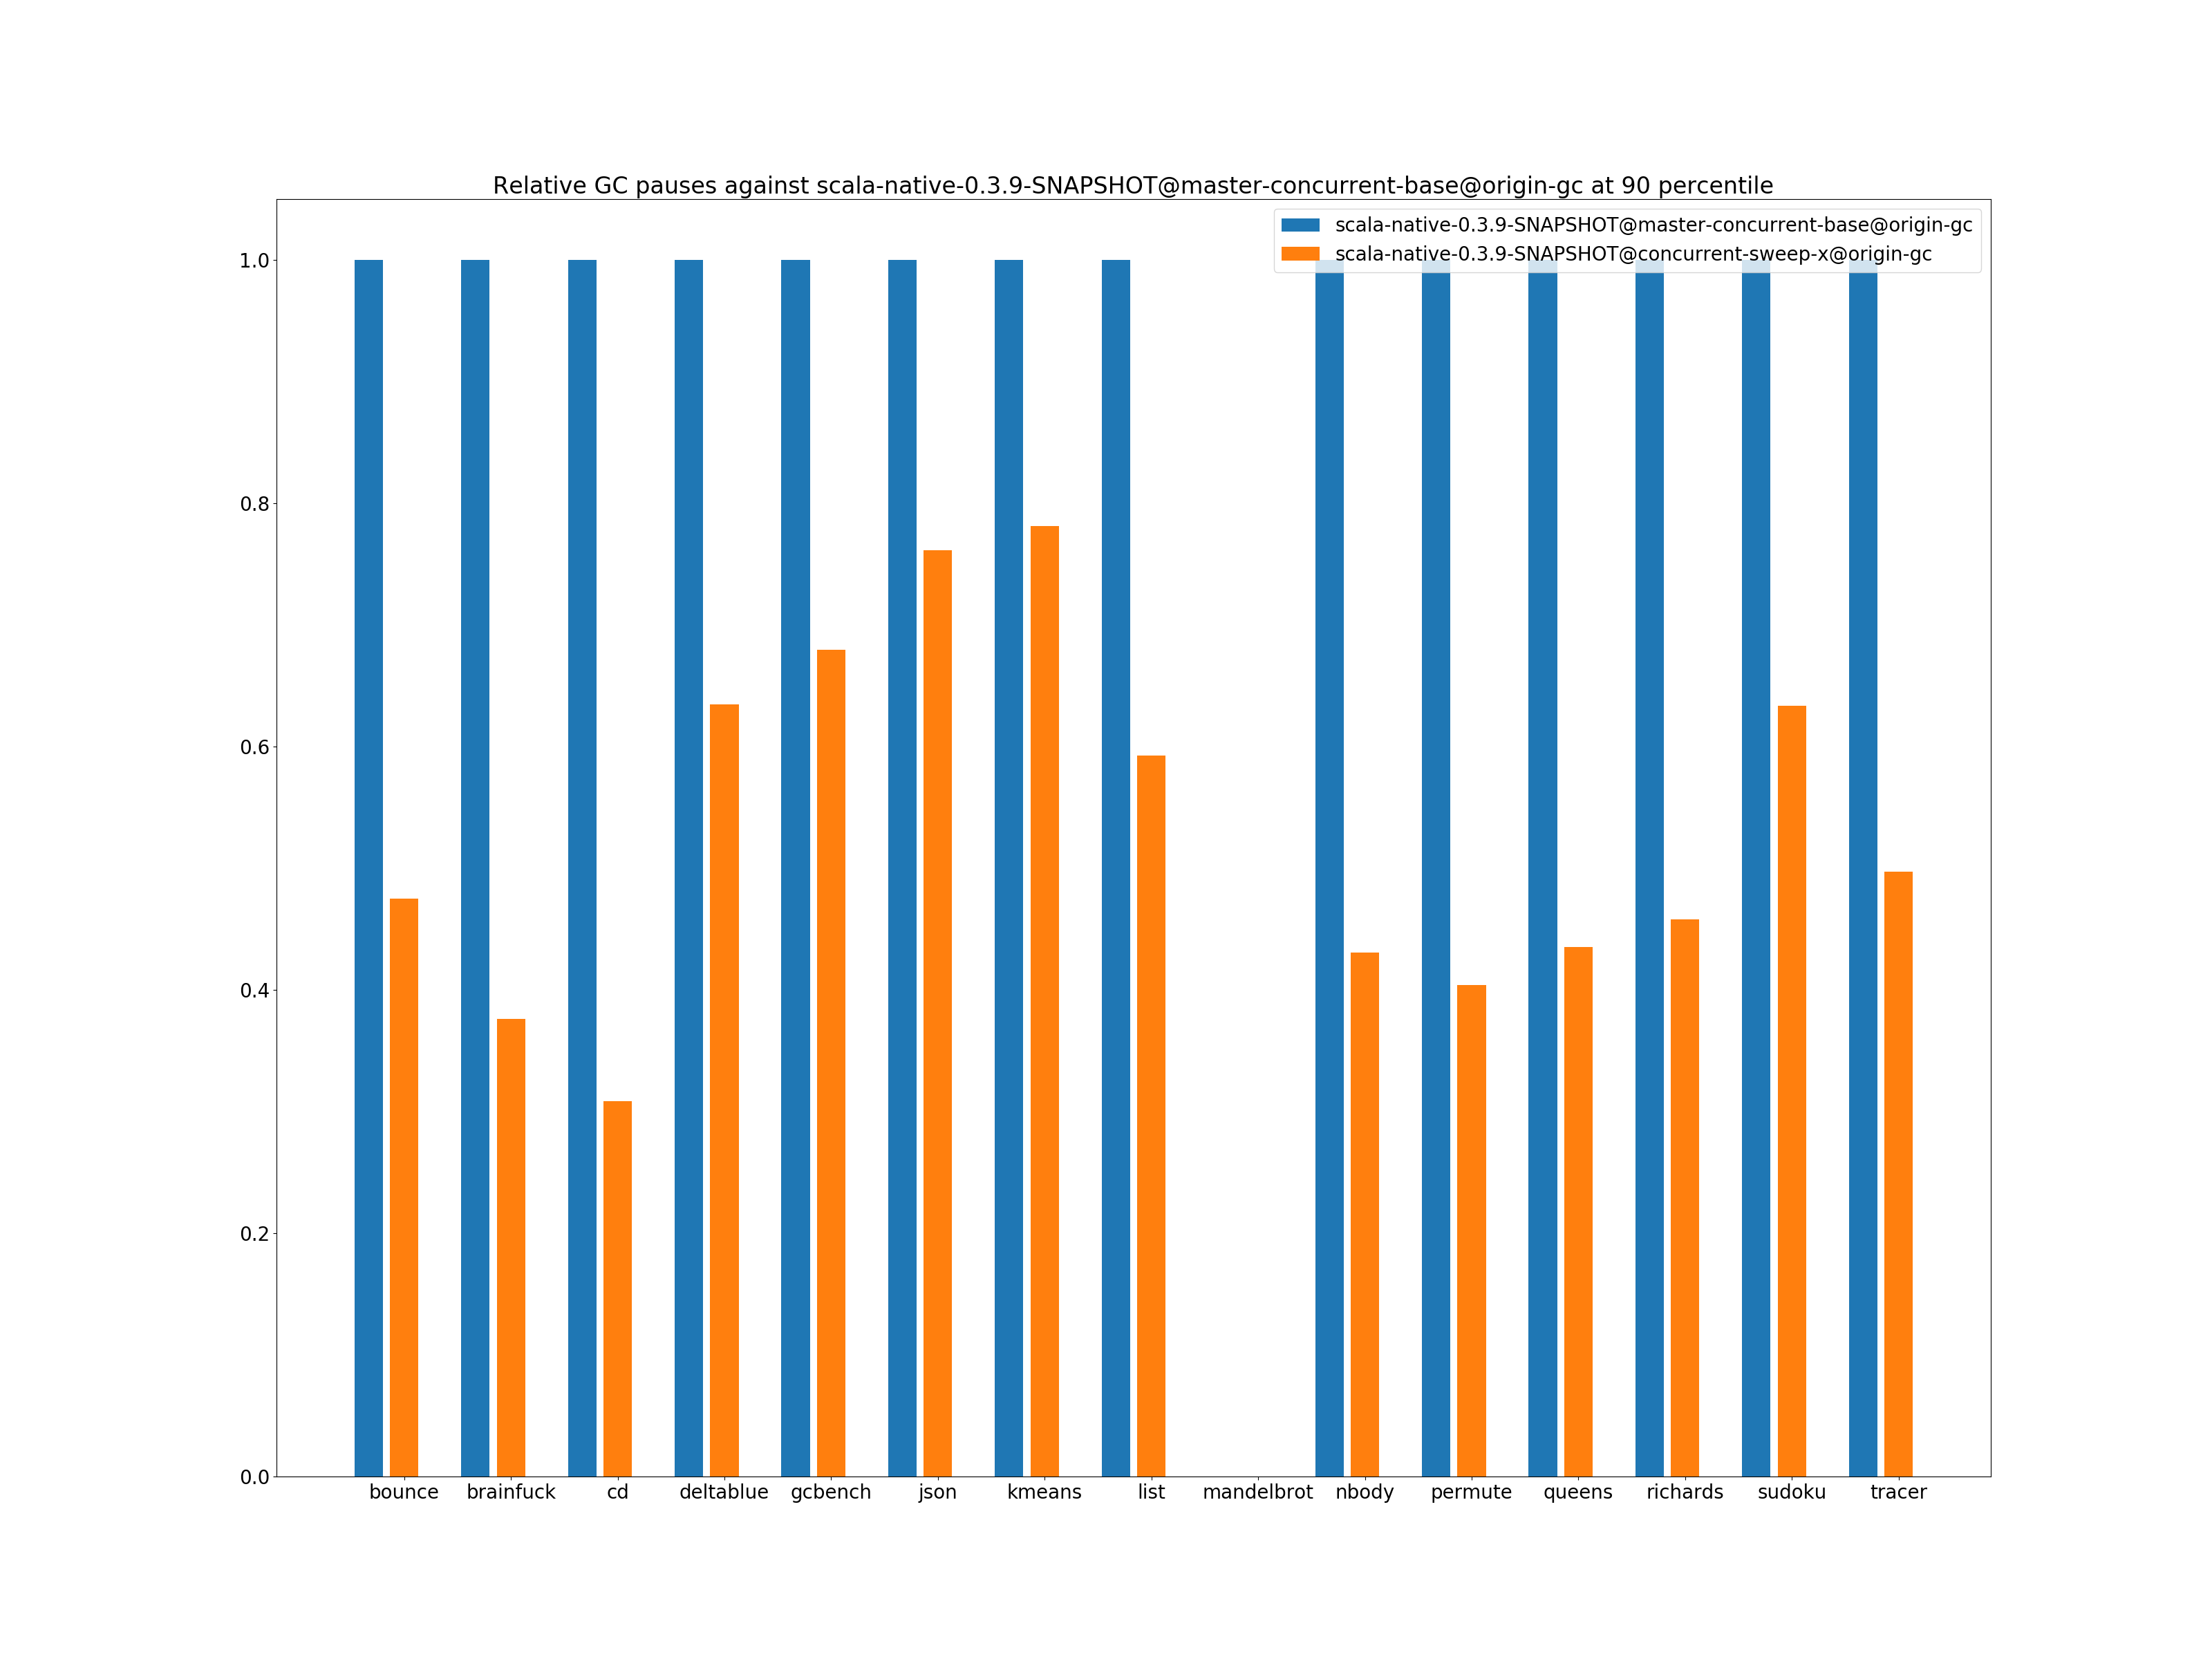 Relative GC pauses against scala-native-0.3.9-SNAPSHOT@master-concurrent-base@origin-gc at 90 percentile
scala-native-0.3.9-SNAPSHOT@master-concurrent-base@origin-gc
scala-native-0.3.9-SNAPSHOT@concurrent-sweep-x@origin-gc
1.0
0.8
0.6
0.4
0.2
0.0
bounce brainfuck cd deltablue gcbench json kmeans list mandelbrot nbody permute queens richards sudoku tracer